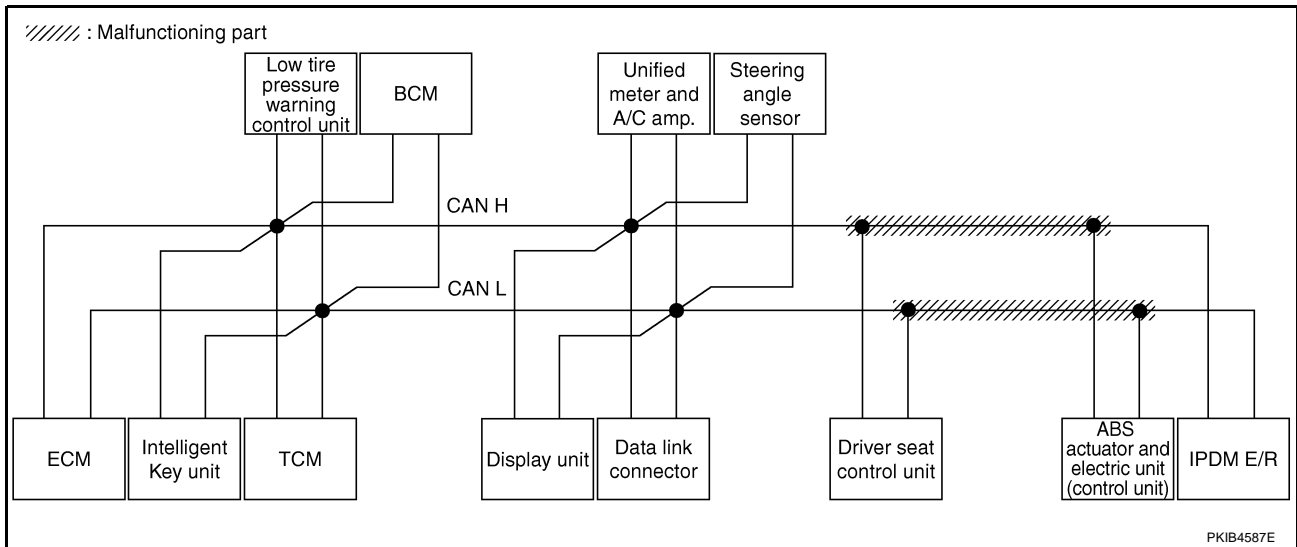 : Malfunctioning part
Low tire
pressure
warning
control unit
BCM
Unified
meter and
A/C amp.
Steering
angle
sensor
CAN H
CAN L
ECM
Intelligent
Key unit
TCM
Display unit
Data link
connector
Driver seat
control unit
ABS
actuator and
electric unit
(control unit)
IPDM E/R
PKIB4587E